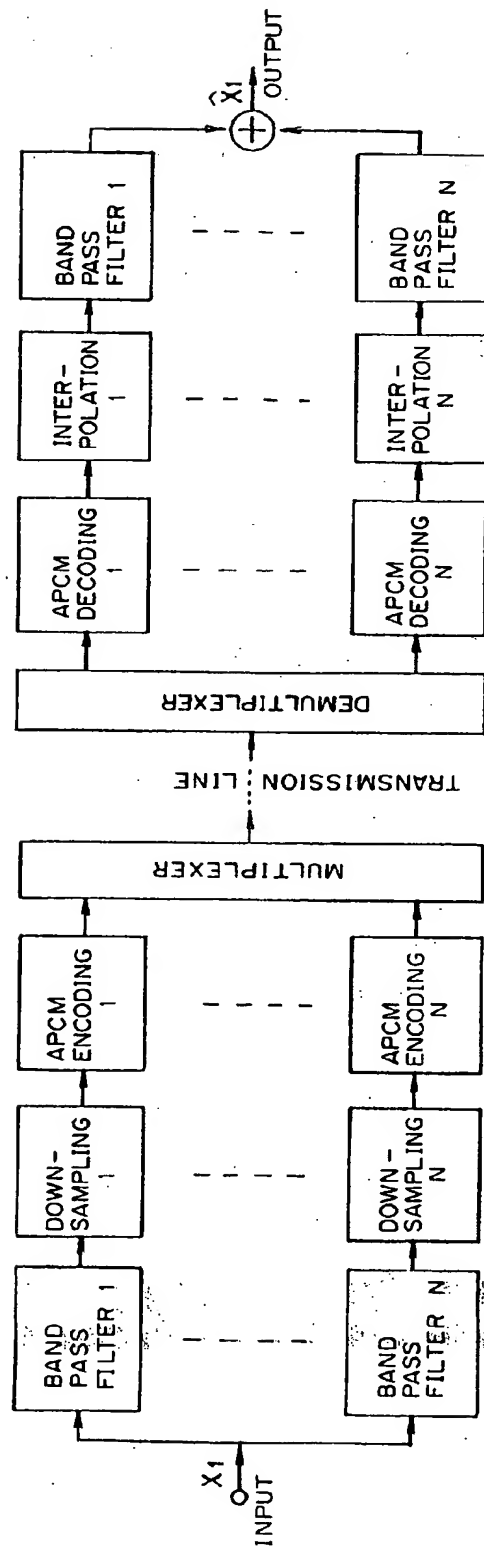 X1
INPUT
BAND
PASS
FILTER 1
DOWN-
SAMPLING
1
APCM
ENCODING
1
BAND
PASS
FILTER N
DOWN-
SAMPLING
N
APCM
ENCODING
N
MULTIPLEXER
TRANSMISSION LINE
DEMULTIPLEXER
APCM
DECODING
1
INTER-
POLATION
1
BAND
PASS
FILTER 1
APCM
DECODING
N
INTER-
POLATION
N
BAND
PASS
FILTER N
+
X̂1
OUTPUT